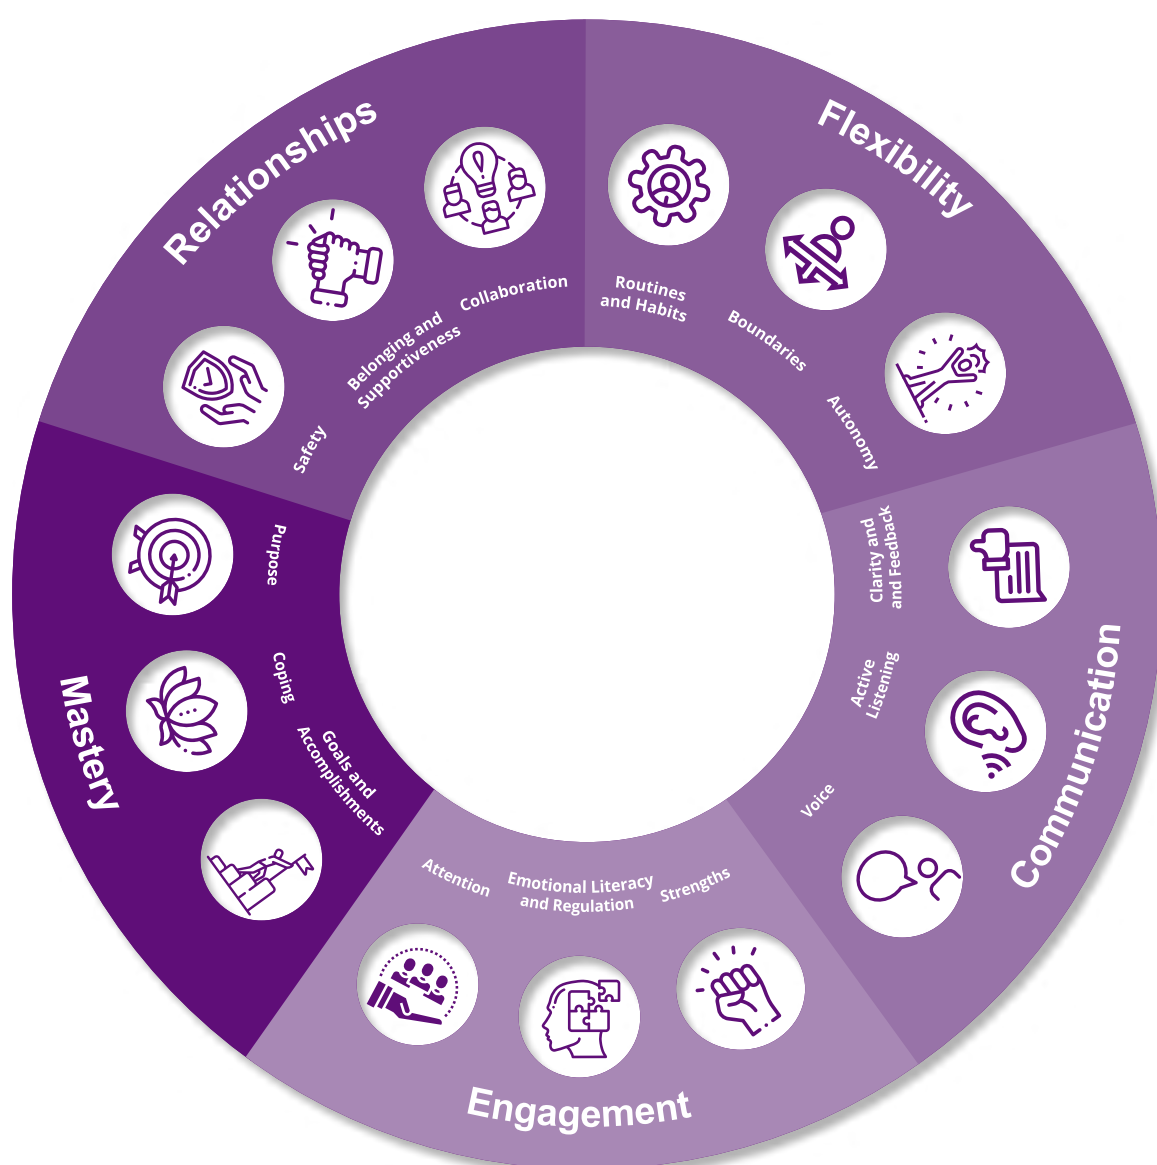 Relationships
Collaboration
Belonging and
Supportiveness
Safety
Flexibility
Routines
and Habits
Boundaries
Autonomy
Communication
Clarity and
and Feedback
Active
Listening
Voice
Engagement
Strengths
Emotional Literacy
and Regulation
Attention
Mastery
Goals and
Accomplishments
Coping
Purpose